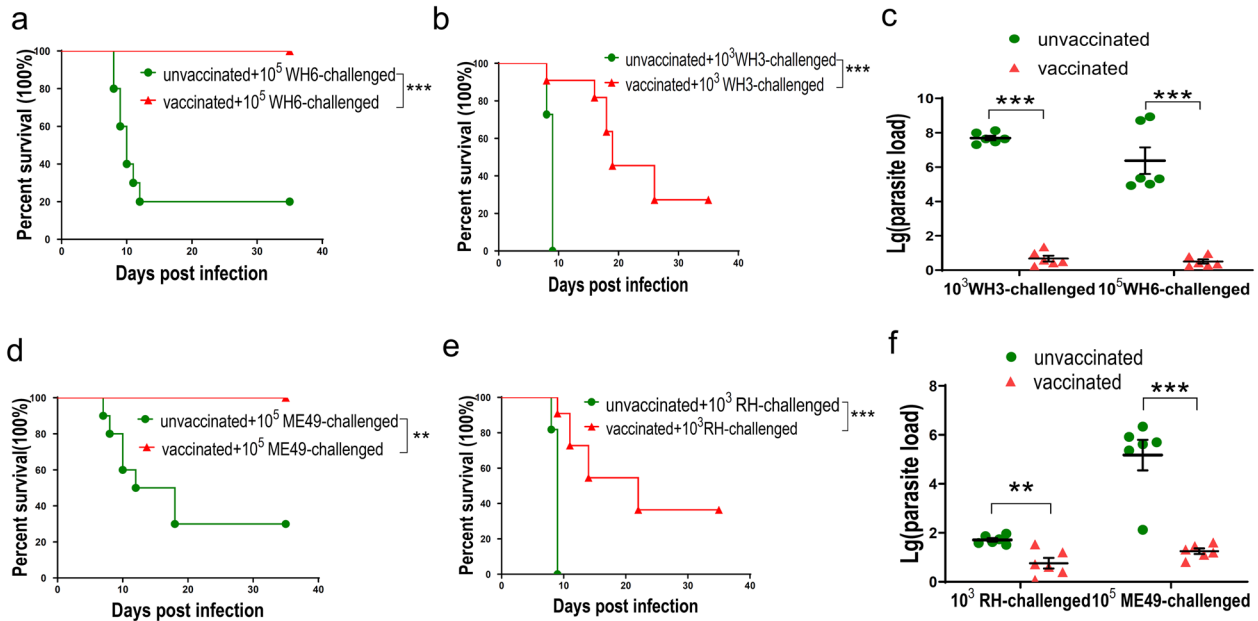 a
Percent survival (100%)
100
80
60
40
20
0
0 10 20 30 40
Days post infection
unvaccinated+10⁵ WH6-challenged
vaccinated+10⁵ WH6-challenged
***
b
Percent survival (100%)
100
80
60
40
20
0
0 10 20 30 40
Days post infection
unvaccinated+10³WH3-challenged
vaccinated+10³ WH3-challenged
***
c
unvaccinated
vaccinated
Lg(parasite load)
10
8
6
4
2
0
*** ***
10³WH3-challenged 10⁵WH6-challenged
d
Percent survival(100%)
100
80
60
40
20
0
0 10 20 30 40
Days post infection
unvaccinated+10⁵ ME49-challenged
vaccinated+10⁵ ME49-challenged
**
e
Percent survival (100%)
100
80
60
40
20
0
0 10 20 30 40
Days post infection
unvaccinated+10³ RH-challenged
vaccinated+10³RH-challenged
***
f
unvaccinated
vaccinated
Lg(parasite load)
8
6
4
2
0
** ***
10³ RH-challenged 10⁵ ME49-challenged